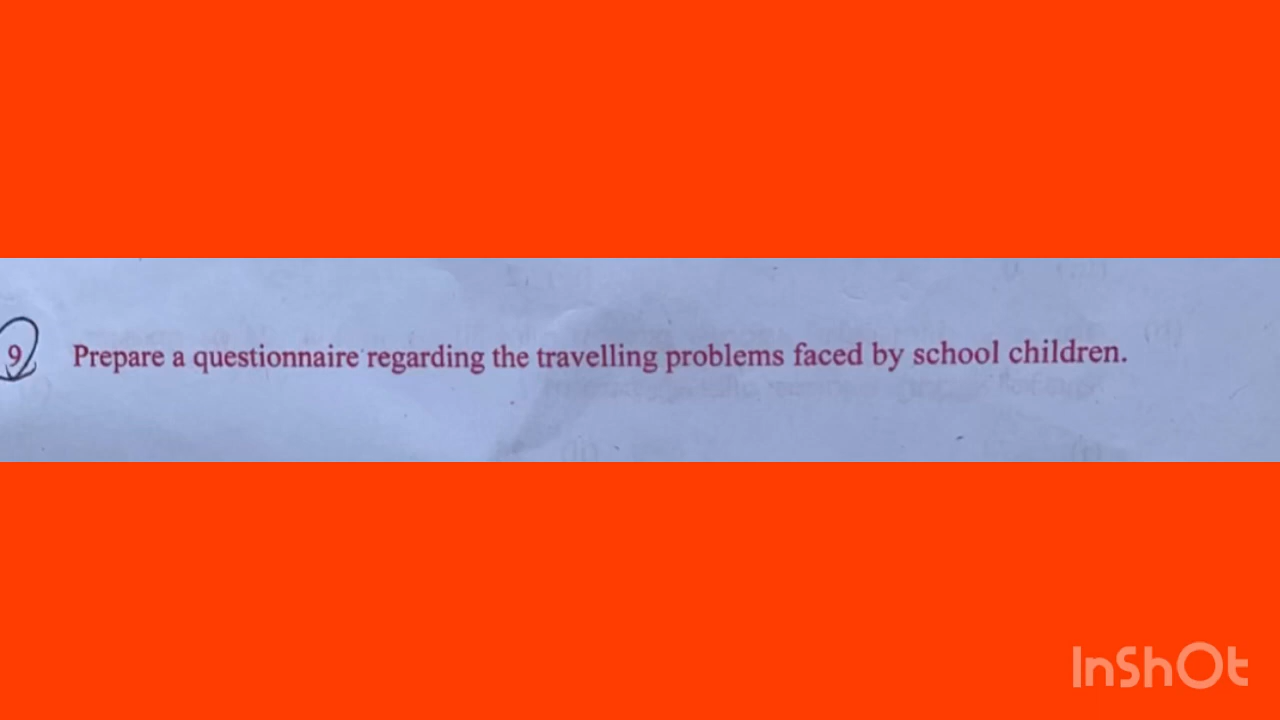 9 Prepare a questionnaire regarding the travelling problems faced by school children.
InShOt